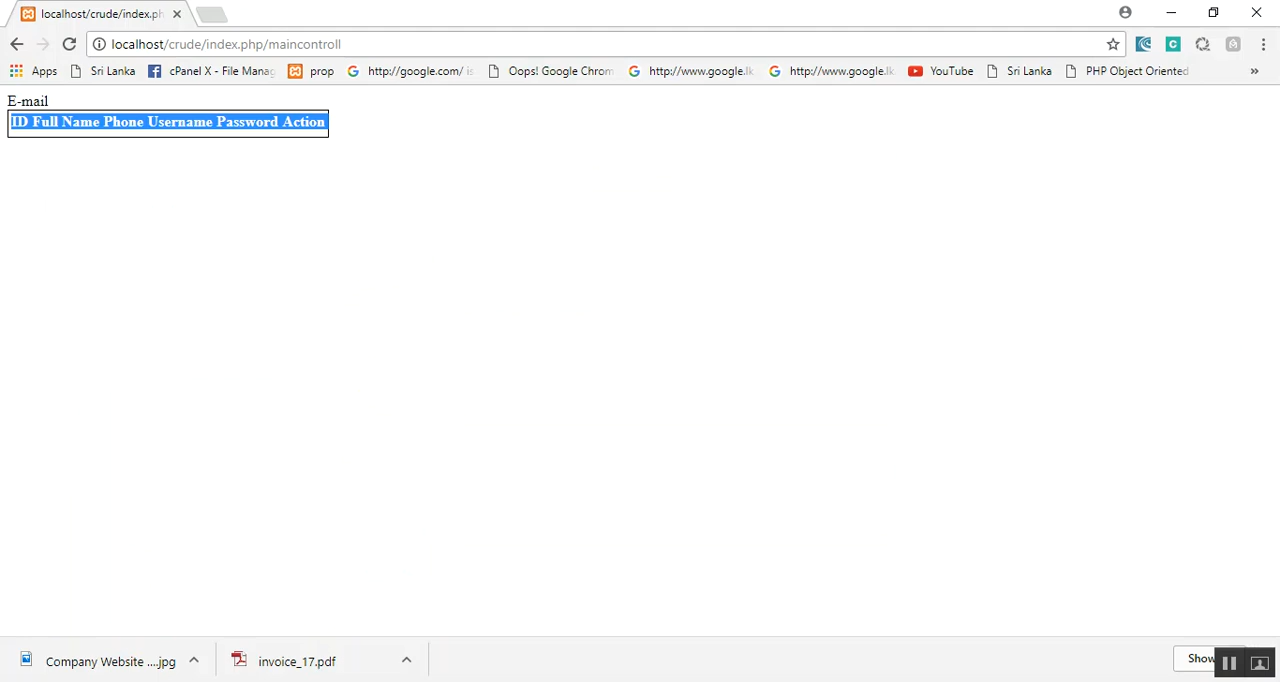 localhost/crude/index.ph
localhost/crude/index.php/maincontroll
Apps Sri Lanka cPanel X - File Manag prop http://google.com/ is Oops! Google Chrom http://www.google.lk http://www.google.lk YouTube Sri Lanka PHP Object Oriented »
E-mail
ID Full Name Phone Username Password Action
Company Website ....jpg invoice_17.pdf Show